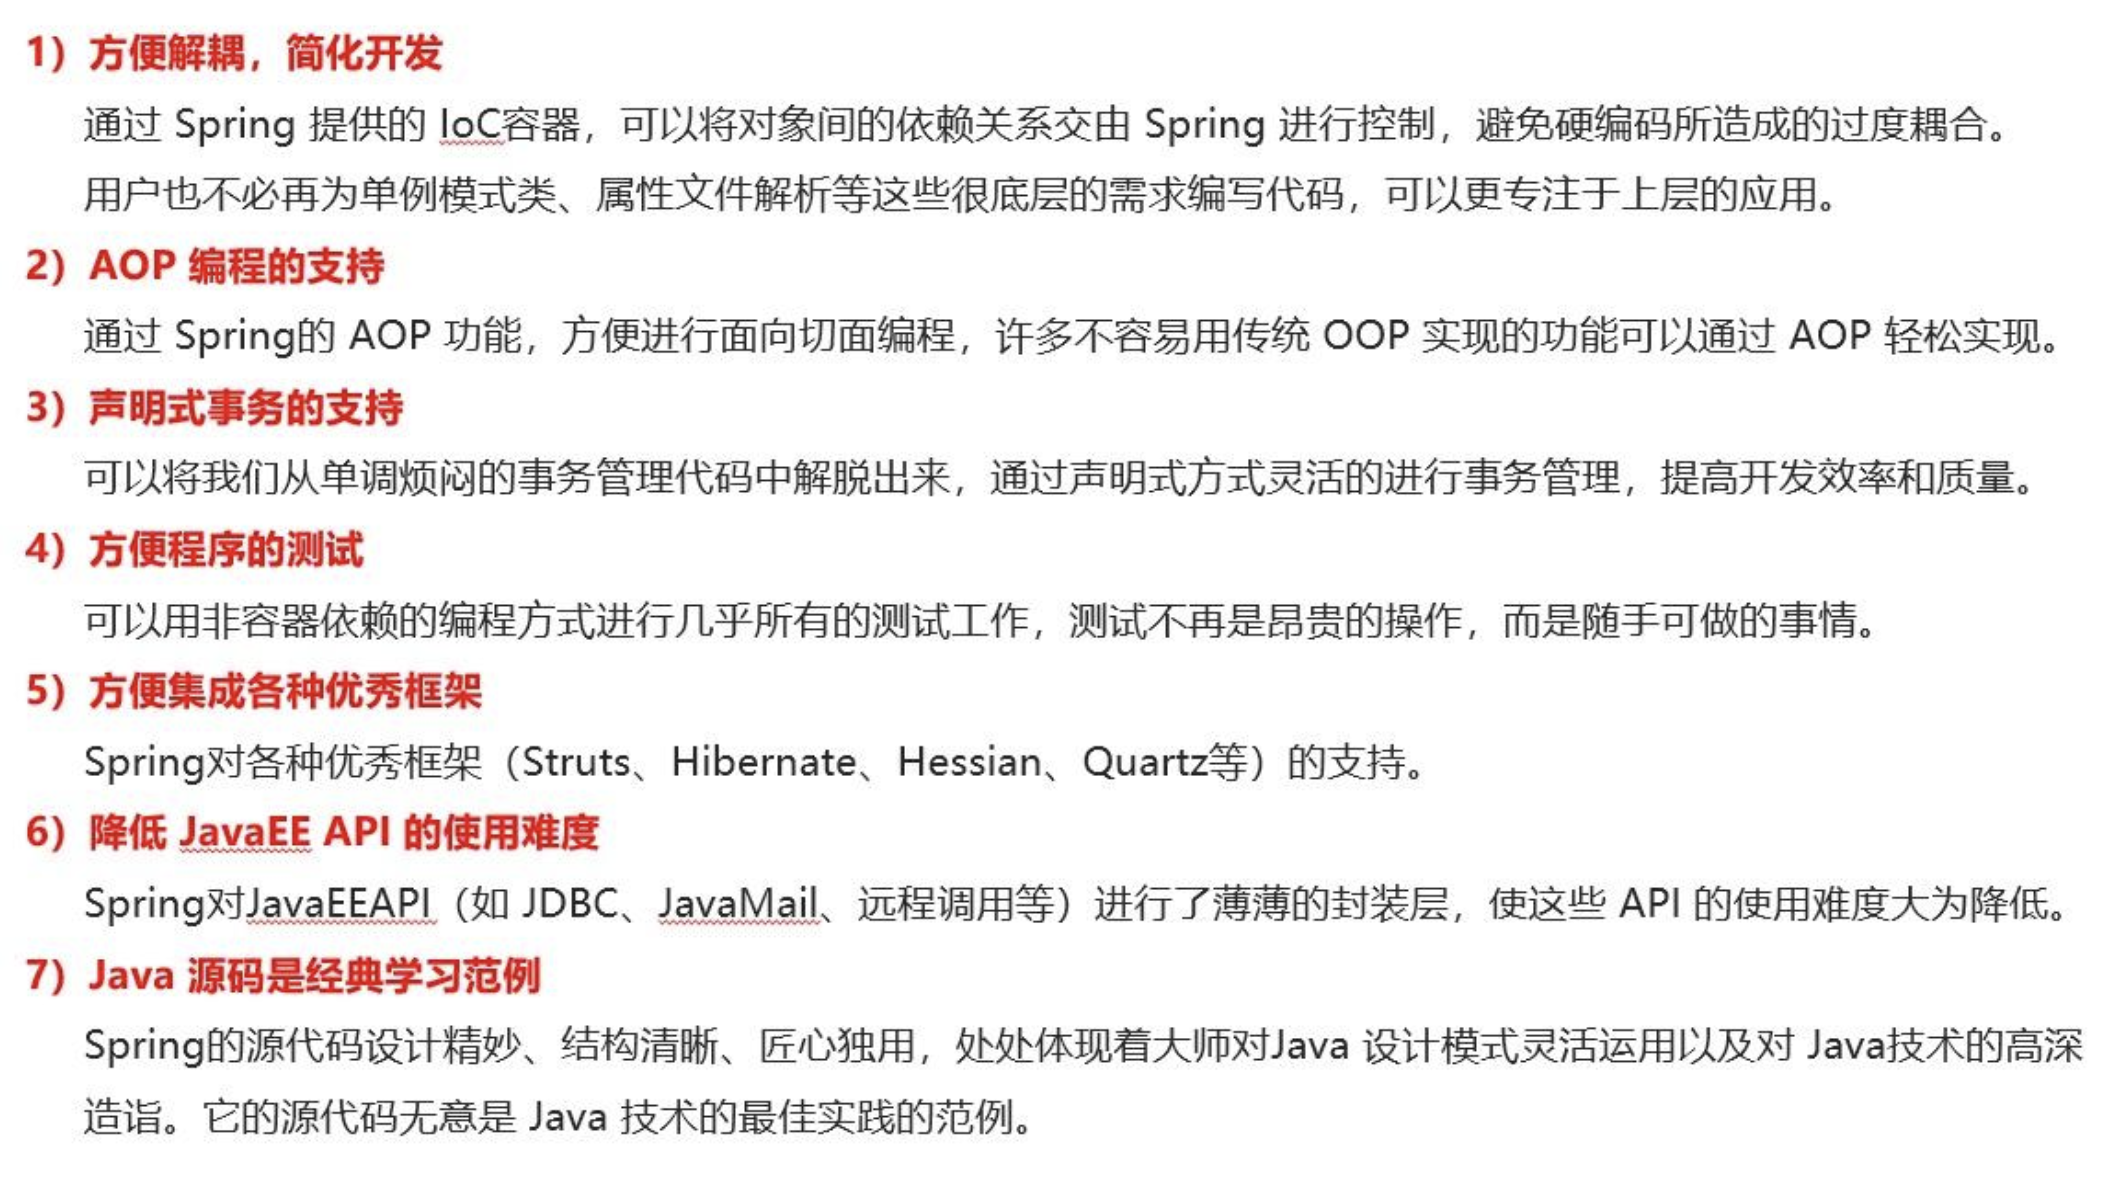 1）方便解耦，简化开发
通过 Spring 提供的 IoC容器，可以将对象间的依赖关系交由 Spring 进行控制，避免硬编码所造成的过度耦合。
用户也不必再为单例模式类、属性文件解析等这些很底层的需求编写代码，可以更专注于上层的应用。
2）AOP 编程的支持
通过 Spring的 AOP 功能，方便进行面向切面编程，许多不容易用传统 OOP 实现的功能可以通过 AOP 轻松实现。
3）声明式事务的支持
可以将我们从单调烦闷的事务管理代码中解脱出来，通过声明式方式灵活的进行事务管理，提高开发效率和质量。
4）方便程序的测试
可以用非容器依赖的编程方式进行几乎所有的测试工作，测试不再是昂贵的操作，而是随手可做的事情。
5）方便集成各种优秀框架
Spring对各种优秀框架（Struts、Hibernate、Hessian、Quartz等）的支持。
6）降低 JavaEE API 的使用难度
Spring对JavaEEAPI（如 JDBC、JavaMail、远程调用等）进行了薄薄的封装层，使这些 API 的使用难度大为降低。
7）Java 源码是经典学习范例
Spring的源代码设计精妙、结构清晰、匠心独用，处处体现着大师对Java 设计模式灵活运用以及对 Java技术的高深
造诣。它的源代码无意是 Java 技术的最佳实践的范例。